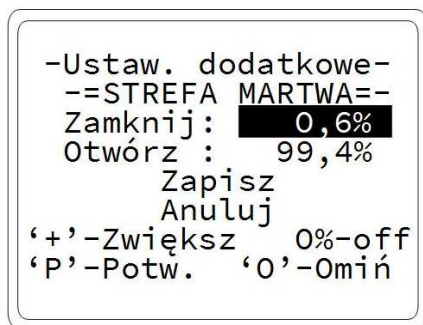 -Ustaw. dodatkowe-
-=STREFA MARTWA=-
Zamknij: 0,6%
Otwórz : 99,4%
Zapisz
Anuluj
‘+’-Zwiększ 0%-off
‘P’-Potw. ‘O’-Omiń